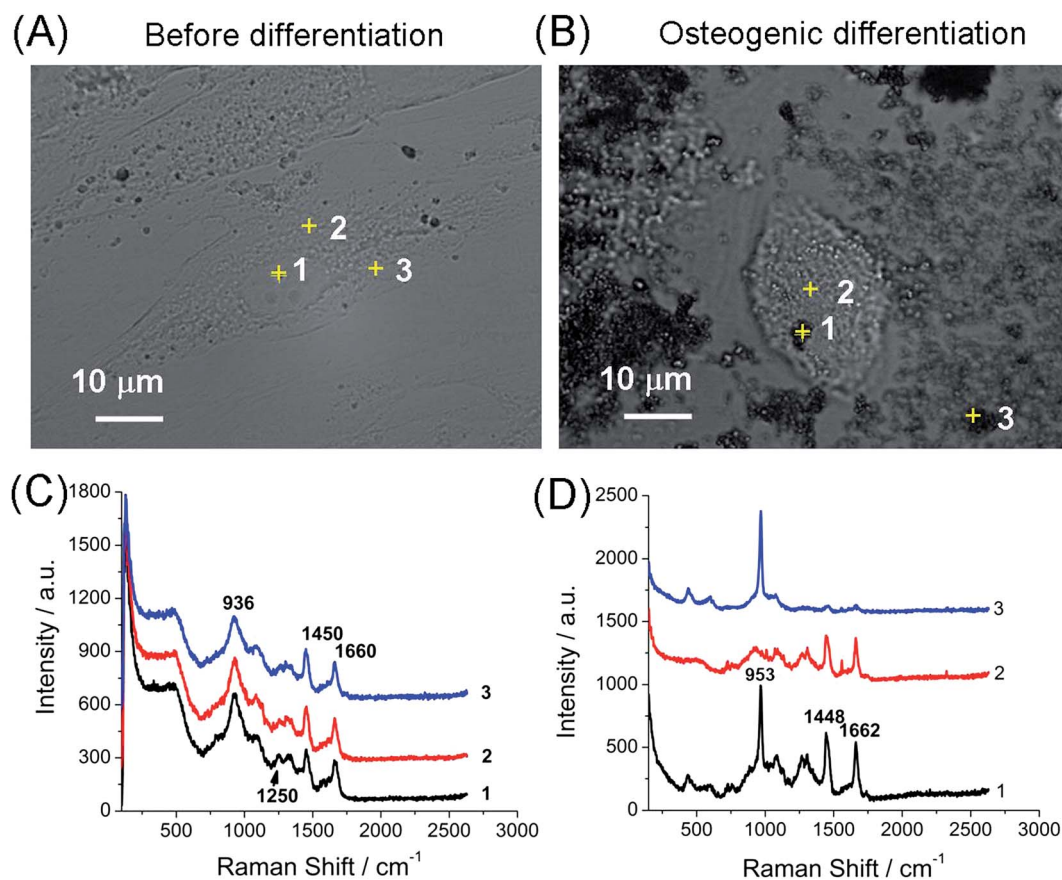 (A) Before differentiation
(B) Osteogenic differentiation
1
2
3
10 μm
1
2
3
10 μm
(C)
1800
1500
1200
900
600
300
0
Intensity / a.u.
936
1450
1660
1250
3
2
1
500 1000 1500 2000 2500 3000
Raman Shift / cm⁻¹
(D)
2500
2000
1500
1000
500
0
Intensity / a.u.
953
1448
1662
3
2
1
500 1000 1500 2000 2500 3000
Raman Shift / cm⁻¹